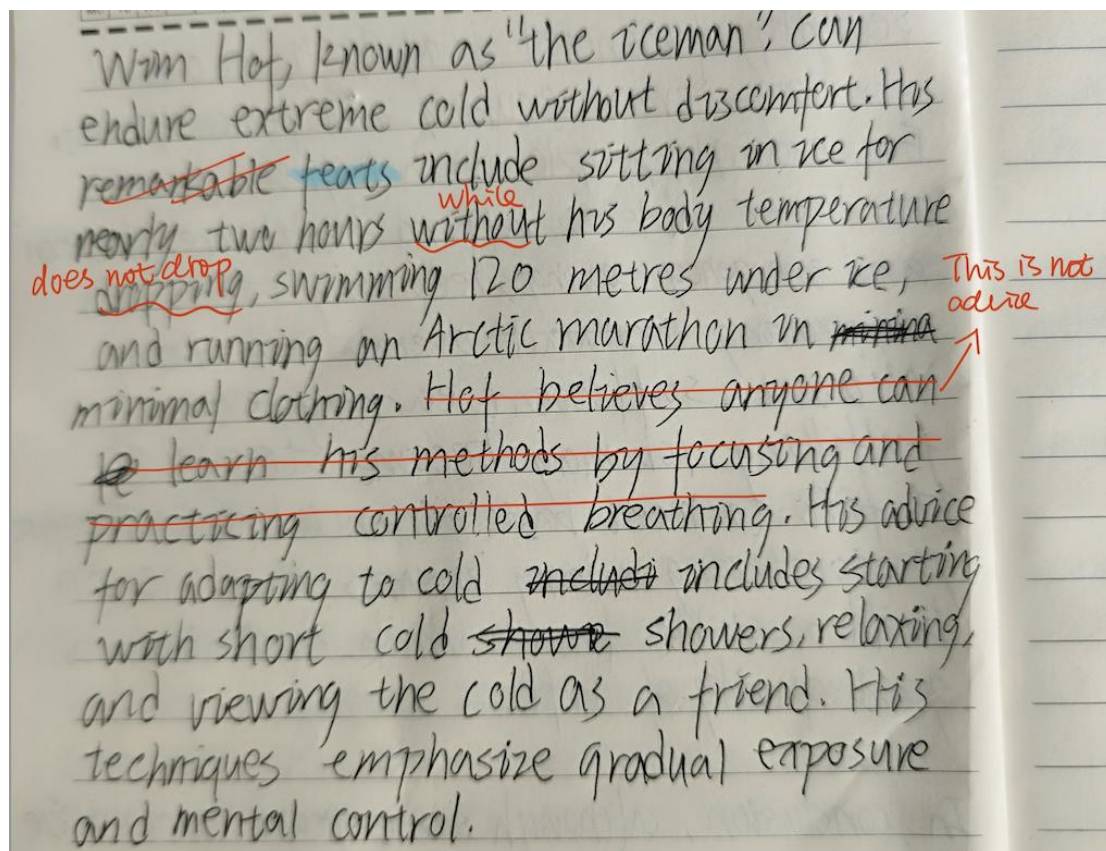 Wim Hof, known as "the iceman", can
endure extreme cold without discomfort. His
remarkable feats include sitting in ice for
while
nearly two hours without his body temperature
does not drop
dropping, swimming 120 metres under ice,
This is not
advice
and running an Arctic marathon in
minimal clothing. Hof believes anyone can
learn his methods by focusing and
practicing controlled breathing. His advice
for adapting to cold includes starting
with short cold showers, relaxing,
and viewing the cold as a friend. His
techniques emphasize gradual exposure
and mental control.